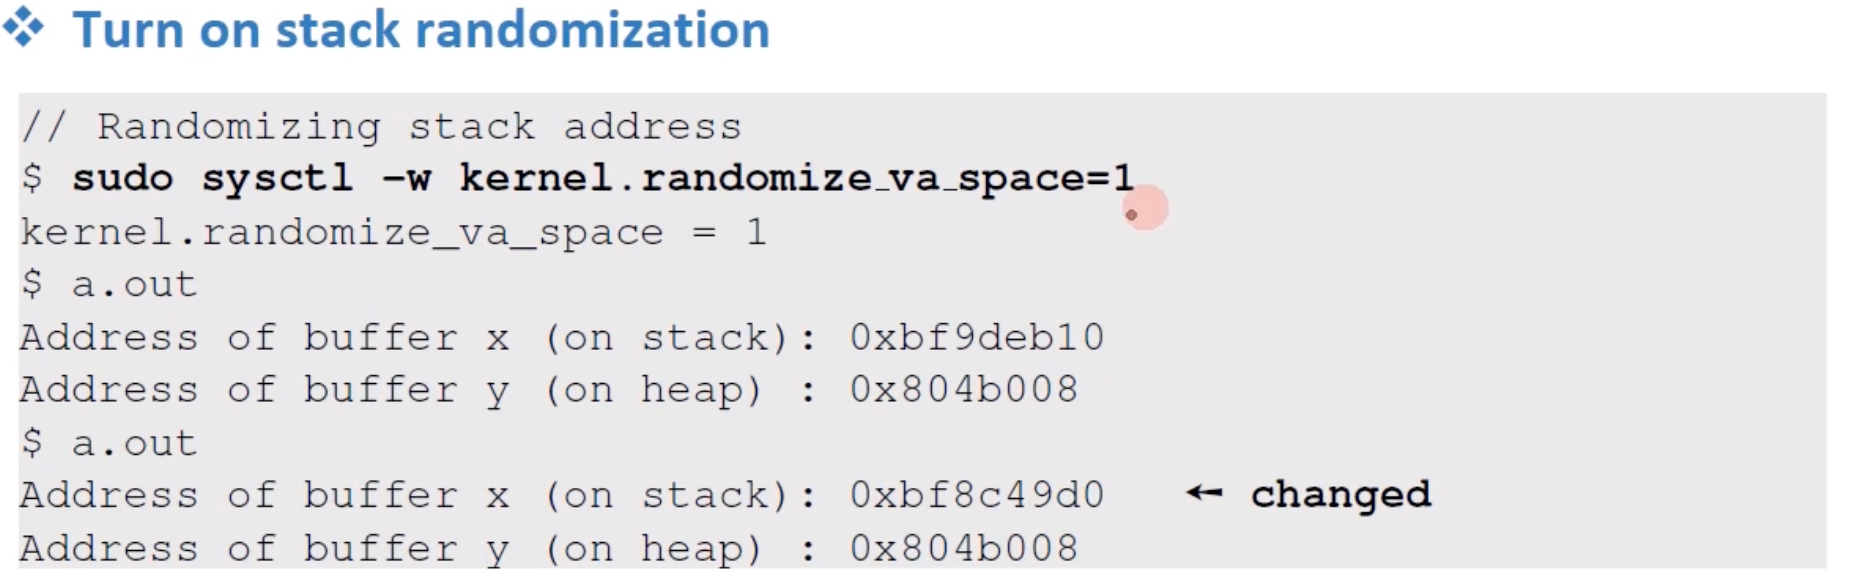 ❖ Turn on stack randomization
// Randomizing stack address
$ sudo sysctl –w kernel.randomize_va_space=1
kernel.randomize_va_space = 1
$ a.out
Address of buffer x (on stack): 0xbf9deb10
Address of buffer y (on heap) : 0x804b008
$ a.out
Address of buffer x (on stack): 0xbf8c49d0 ← changed
Address of buffer y (on heap) : 0x804b008